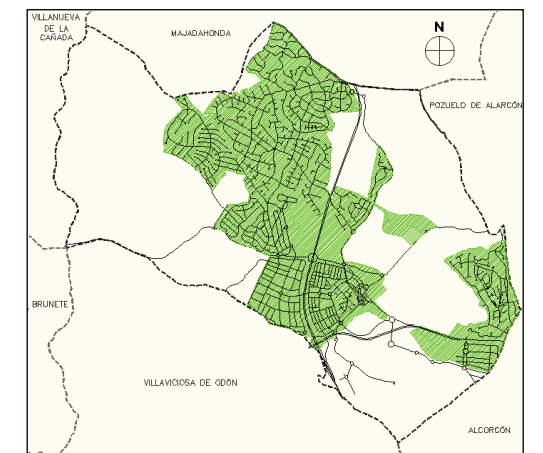 VILLANUEVA
DE LA
CAÑADA
MAJADAHONDA
N
POZUELO DE ALARCÓN
BRUNETE
VILLAVICIOSA DE ODÓN
ALCORCÓN